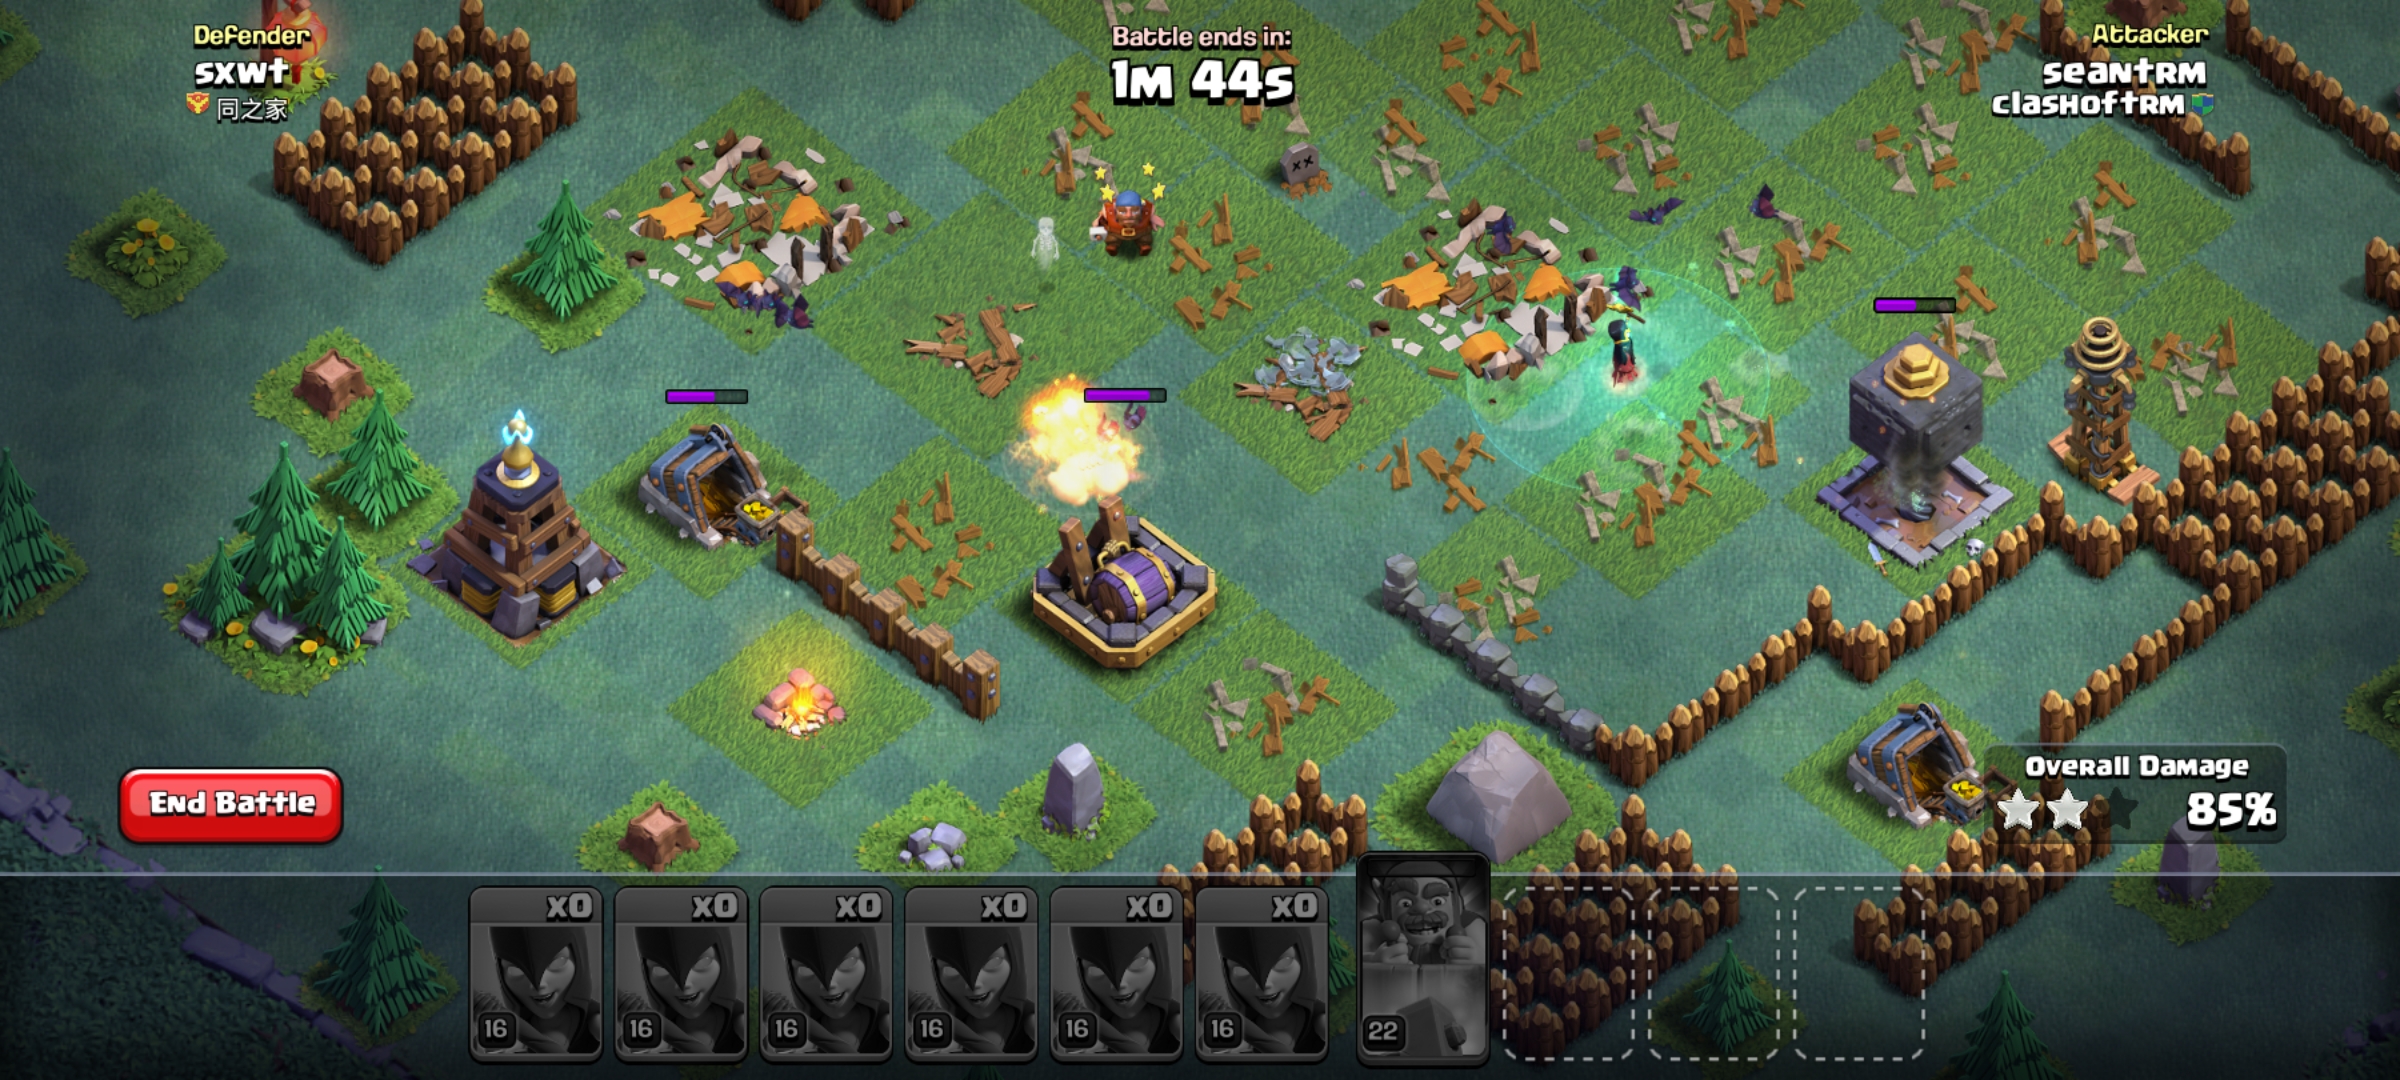 Defender
sxwt
同之家
Battle ends in:
1M 44s
Attacker
seantRM
clashoftRM
End Battle
Overall Damage
85%
x0
x0
x0
x0
x0
x0
16
16
16
16
16
16
22